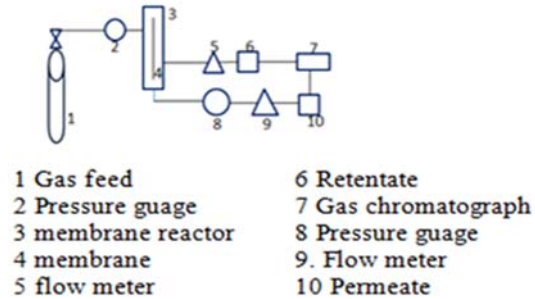 3
2
5 6 7
4
1
8 9 10
1 Gas feed
2 Pressure guage
3 membrane reactor
4 membrane
5 flow meter
6 Retentate
7 Gas chromatograph
8 Pressure guage
9. Flow meter
10 Permeate